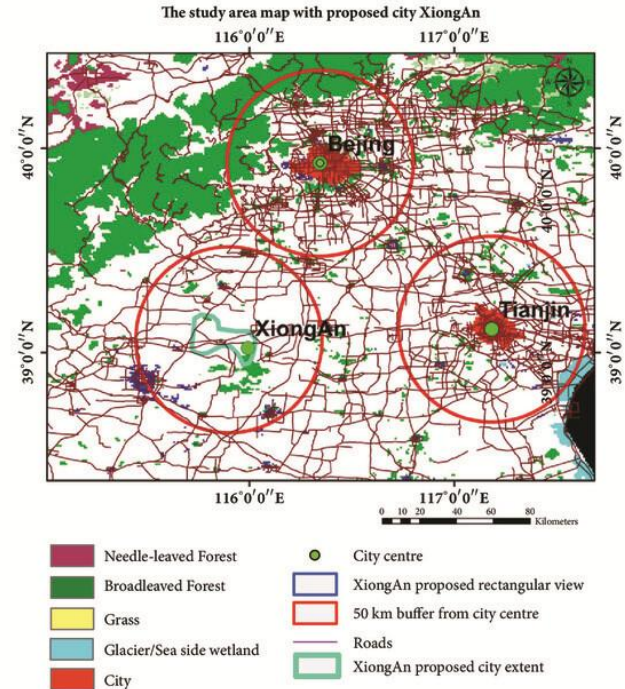 The study area map with proposed city XiongAn
116°0′0″E 117°0′0″E
40°0′0″N
40°0′0″N
Bejing
XiongAn
Tianjin
39°0′0″N
39°0′0″N
116°0′0″E 117°0′0″E
0 10 20 40 60 80
Kilometers
Needle-leaved Forest
Broadleaved Forest
Grass
Glacier/Sea side wetland
City
City centre
XiongAn proposed rectangular view
50 km buffer from city centre
Roads
XiongAn proposed city extent